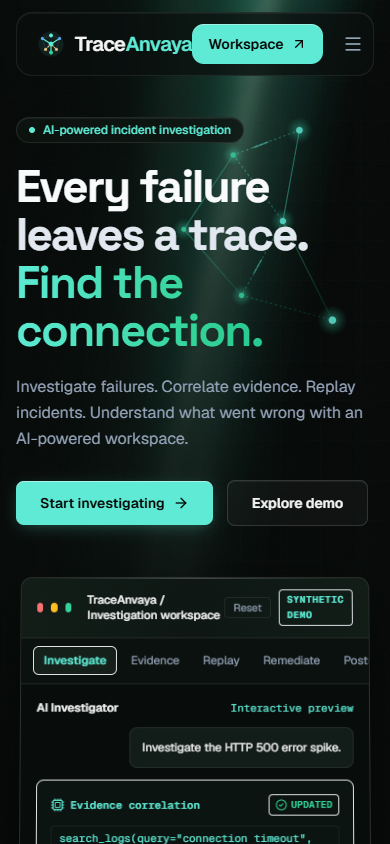 TraceAnvaya
Workspace
AI-powered incident investigation
Every failure
leaves a trace.
Find the
connection.
Investigate failures. Correlate evidence. Replay
incidents. Understand what went wrong with an
AI-powered workspace.
Start investigating
Explore demo
TraceAnvaya /
Investigation workspace
Reset
SYNTHETIC
DEMO
Investigate
Evidence
Replay
Remediate
Post
AI Investigator
Interactive preview
Investigate the HTTP 500 error spike.
Evidence correlation
UPDATED
search_logs(query="connection timeout",